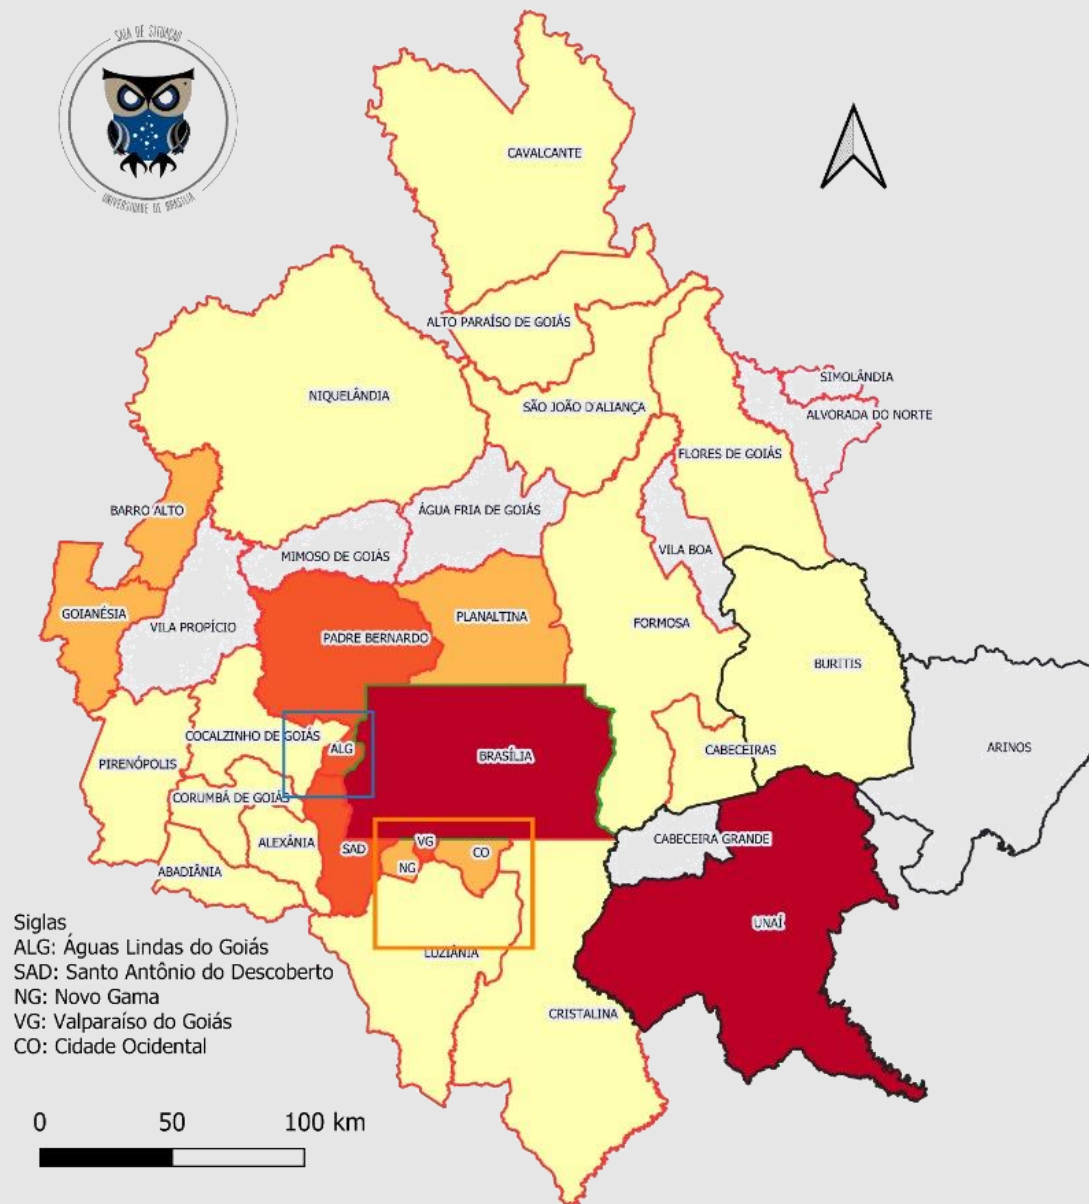 SALA DE SITUAÇÃO
UNIVERSIDADE DE BRASÍLIA
CAVALCANTE
ALTO PARAÍSO DE GOIÁS
SIMOLÂNDIA
NIQUELÂNDIA
SÃO JOÃO D'ALIANÇA
ALVORADA DO NORTE
FLORES DE GOIÁS
BARRO ALTO
ÁGUA FRIA DE GOIÁS
MIMOSO DE GOIÁS
VILA BOA
GOIANÉSIA
VILA PROPÍCIO
PADRE BERNARDO
PLANALTINA
FORMOSA
BURITIS
COCALZINHO DE GOIÁS
ALG
BRASÍLIA
CABECEIRAS
ARINOS
PIRENÓPOLIS
CORUMBÁ DE GOIÁS
ALEXÂNIA
SAD
VG
CO
CABECEIRA GRANDE
NG
ABADIÂNIA
UNAÍ
LUZIÂNIA
CRISTALINA
Siglas
ALG: Águas Lindas do Goiás
SAD: Santo Antônio do Descoberto
NG: Novo Gama
VG: Valparaíso do Goiás
CO: Cidade Ocidental
0 50 100 km